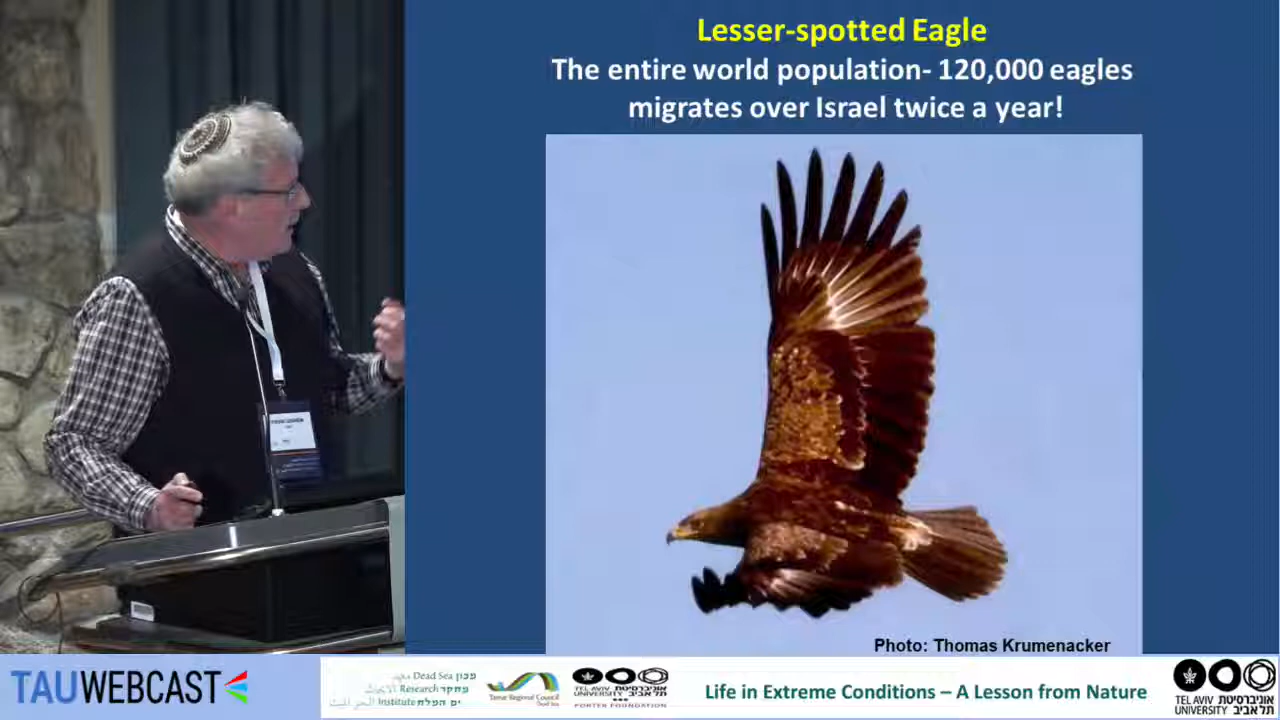 Lesser-spotted Eagle
The entire world population- 120,000 eagles
migrates over Israel twice a year!
Photo: Thomas Krumenacker
TAUWEBCAST
Dead Sea מכון
Research מחקר
Institute ים המלח
Tamar Regional Council
Dead Sea
TEL AVIV אוניברסיטת
UNIVERSITY תל אביב
PORTER FOUNDATION
Life in Extreme Conditions – A Lesson from Nature
TEL AVIV אוניברסיטת
UNIVERSITY תל אביב